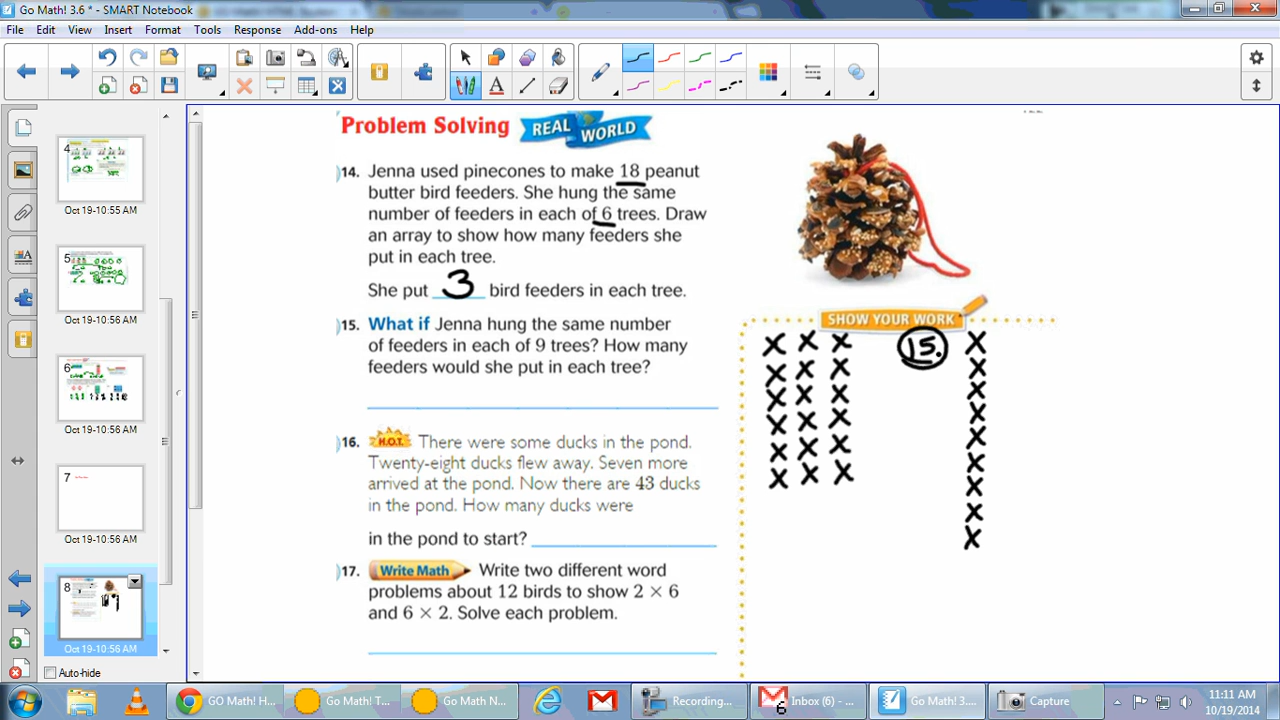 Go Math! 3.6 * - SMART Notebook
File Edit View Insert Format Tools Response Add-ons Help
4
Oct 19-10:55 AM
5
Oct 19-10:56 AM
6
Oct 19-10:56 AM
7
Oct 19-10:56 AM
8
Oct 19-10:56 AM
Auto-hide
Problem Solving REAL WORLD
14. Jenna used pinecones to make 18 peanut
butter bird feeders. She hung the same
number of feeders in each of 6 trees. Draw
an array to show how many feeders she
put in each tree.
She put 3 bird feeders in each tree.
15. What if Jenna hung the same number
of feeders in each of 9 trees? How many
feeders would she put in each tree?
16. H.O.T. There were some ducks in the pond.
Twenty-eight ducks flew away. Seven more
arrived at the pond. Now there are 43 ducks
in the pond. How many ducks were
in the pond to start?
17. Write Math Write two different word
problems about 12 birds to show 2 × 6
and 6 × 2. Solve each problem.
SHOW YOUR WORK
X X X 15. X
X X X X
X X X X
X X X X
X X X X
X X X X
X
X
X
GO Math! H... Go Math! T... Go Math N... Recording... Inbox (6) - ... Go Math! 3.... Capture
6
11:11 AM
10/19/2014